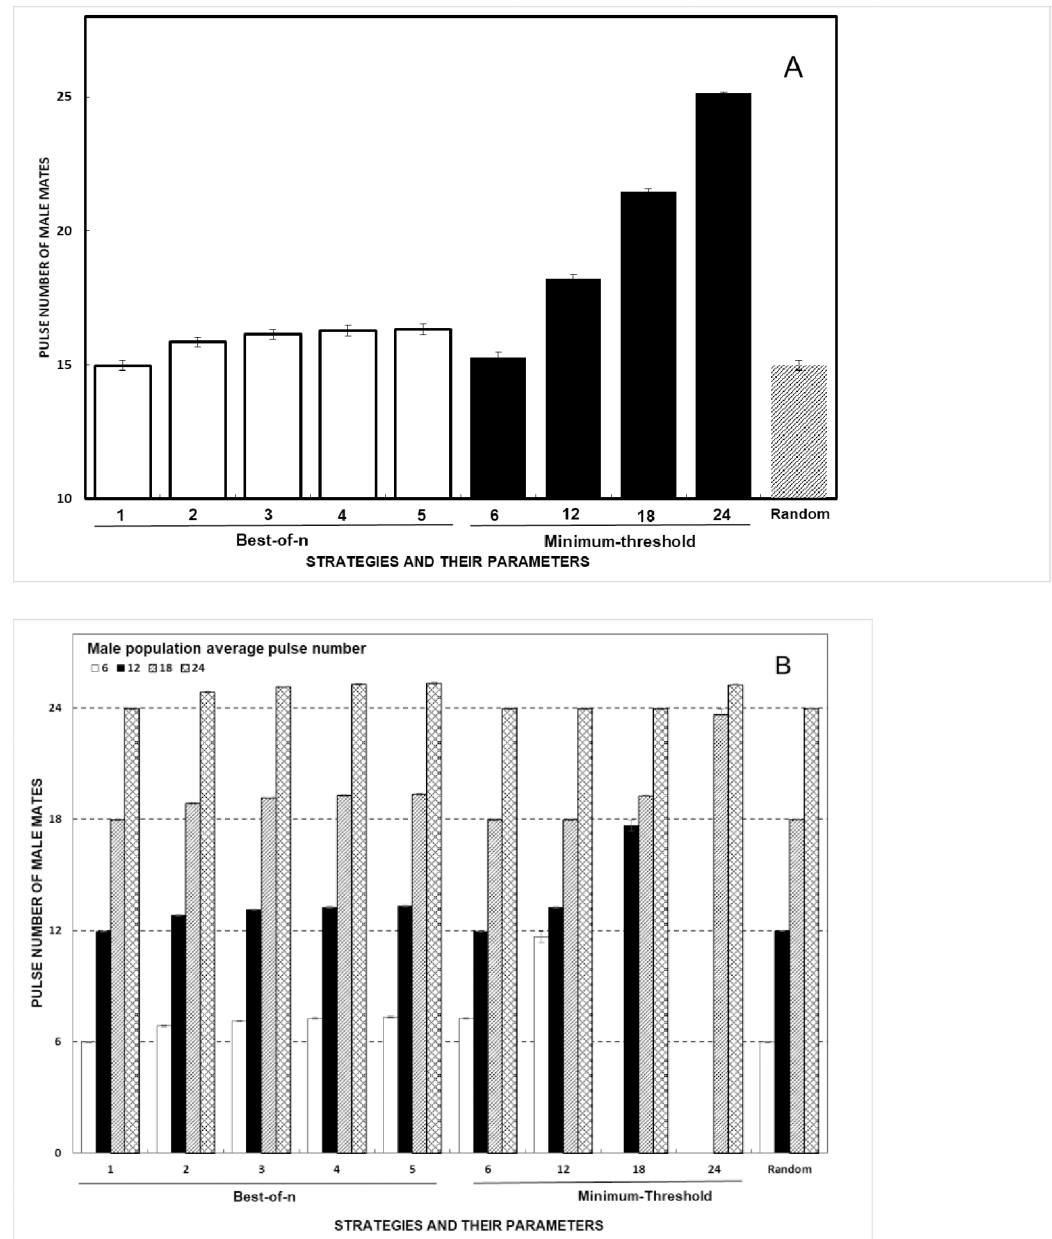 A
25
20
15
10
PULSE NUMBER OF MALE MATES
1 2 3 4 5 6 12 18 24 Random
Best-of-n Minimum-threshold
STRATEGIES AND THEIR PARAMETERS
Male population average pulse number
6 12 18 24
B
24
18
12
6
0
PULSE NUMBER OF MALE MATES
1 2 3 4 5 6 12 18 24 Random
Best-of-n Minimum-Threshold
STRATEGIES AND THEIR PARAMETERS